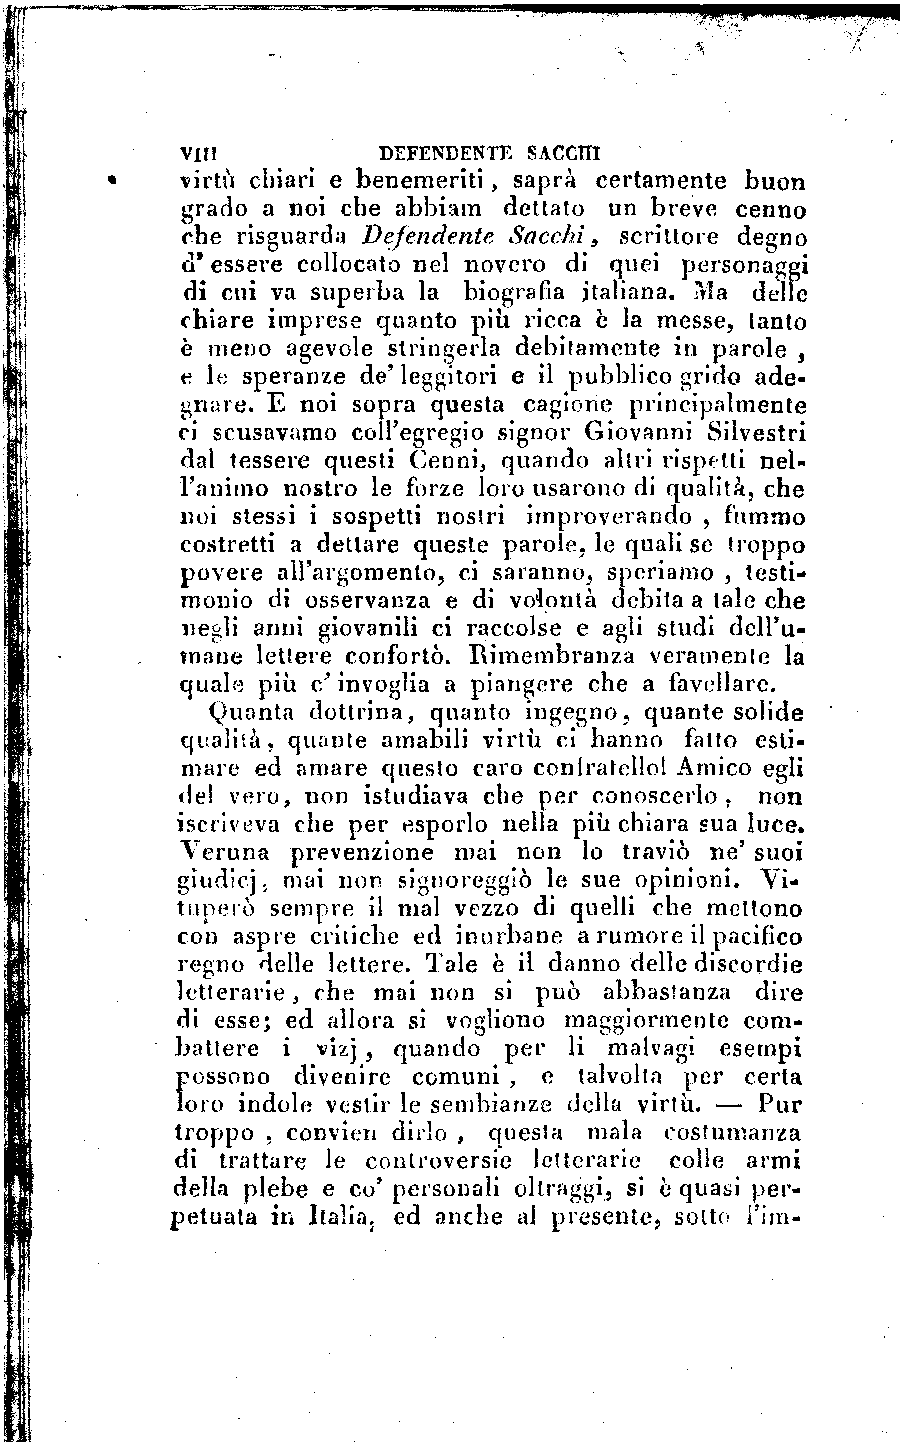 VIII DEFENDENTE SACCHI
virtù chiari e benemeriti, saprà certamente buon
grado a noi che abbiam dettato un breve cenno
che risguarda Defendente Sacchi, scrittore degno
d'essere collocato nel novero di quei personaggi
di cui va superba la biografia italiana. Ma delle
chiare imprese quanto più ricca è la messe, tanto
è meno agevole stringerla debitamente in parole,
e le speranze de' leggitori e il pubblico grido ade-
gnare. E noi sopra questa cagione principalmente
ci scusavamo coll'egregio signor Giovanni Silvestri
dal tessere questi Cenni, quando altri rispetti nel-
l'animo nostro le forze loro usarono di qualità, che
noi stessi i sospetti nostri improverando, fummo
costretti a dettare queste parole, le quali se troppo
povere all'argomento, ci saranno, speriamo, testi-
monio di osservanza e di volontà debita a tale che
negli anni giovanili ci raccolse e agli studi dell'u-
mane lettere confortò. Rimembranza veramente la
quale più c'invoglia a piangere che a favellare.
Quanta dottrina, quanto ingegno, quante solide
qualità, quante amabili virtù ci hanno fatto esti-
mare ed amare questo caro confratello! Amico egli
del vero, non istudiava che per conoscerlo, non
iscriveva che per esporlo nella più chiara sua luce.
Veruna prevenzione mai non lo traviò ne' suoi
giudicj, mai non signoreggiò le sue opinioni. Vi-
tuperò sempre il mal vezzo di quelli che mettono
con aspre critiche ed inurbane a rumore il pacifico
regno delle lettere. Tale è il danno delle discordie
letterarie, che mai non si può abbastanza dire
di esse; ed allora si vogliono maggiormente com-
battere i vizj, quando per li malvagi esempi
possono divenire comuni, e talvolta per certa
loro indole vestir le sembianze della virtù. — Pur
troppo, convien dirlo, questa mala costumanza
di trattare le controversie letterarie colle armi
della plebe e co' personali oltraggi, si è quasi per-
petuata in Italia, ed anche al presente, sotto l'im-